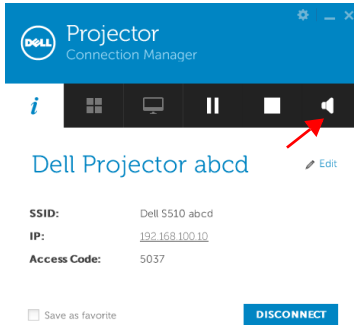 DELL
Projector
Connection Manager
i
Dell Projector abcd
Edit
SSID: Dell S510 abcd
IP: 192.168.100.10
Access Code: 5037
Save as favorite
DISCONNECT